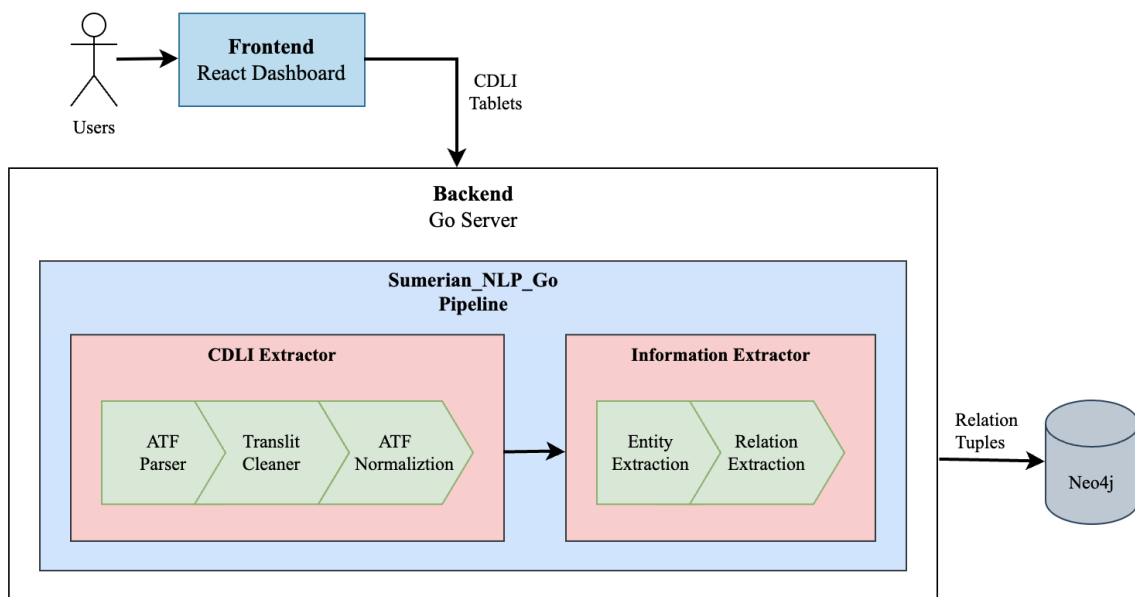 Frontend
React Dashboard
Users
CDLI
Tablets
Backend
Go Server
Sumerian_NLP_Go
Pipeline
CDLI Extractor
ATF
Parser
Translit
Cleaner
ATF
Normaliztion
Information Extractor
Entity
Extraction
Relation
Extraction
Relation
Tuples
Neo4j